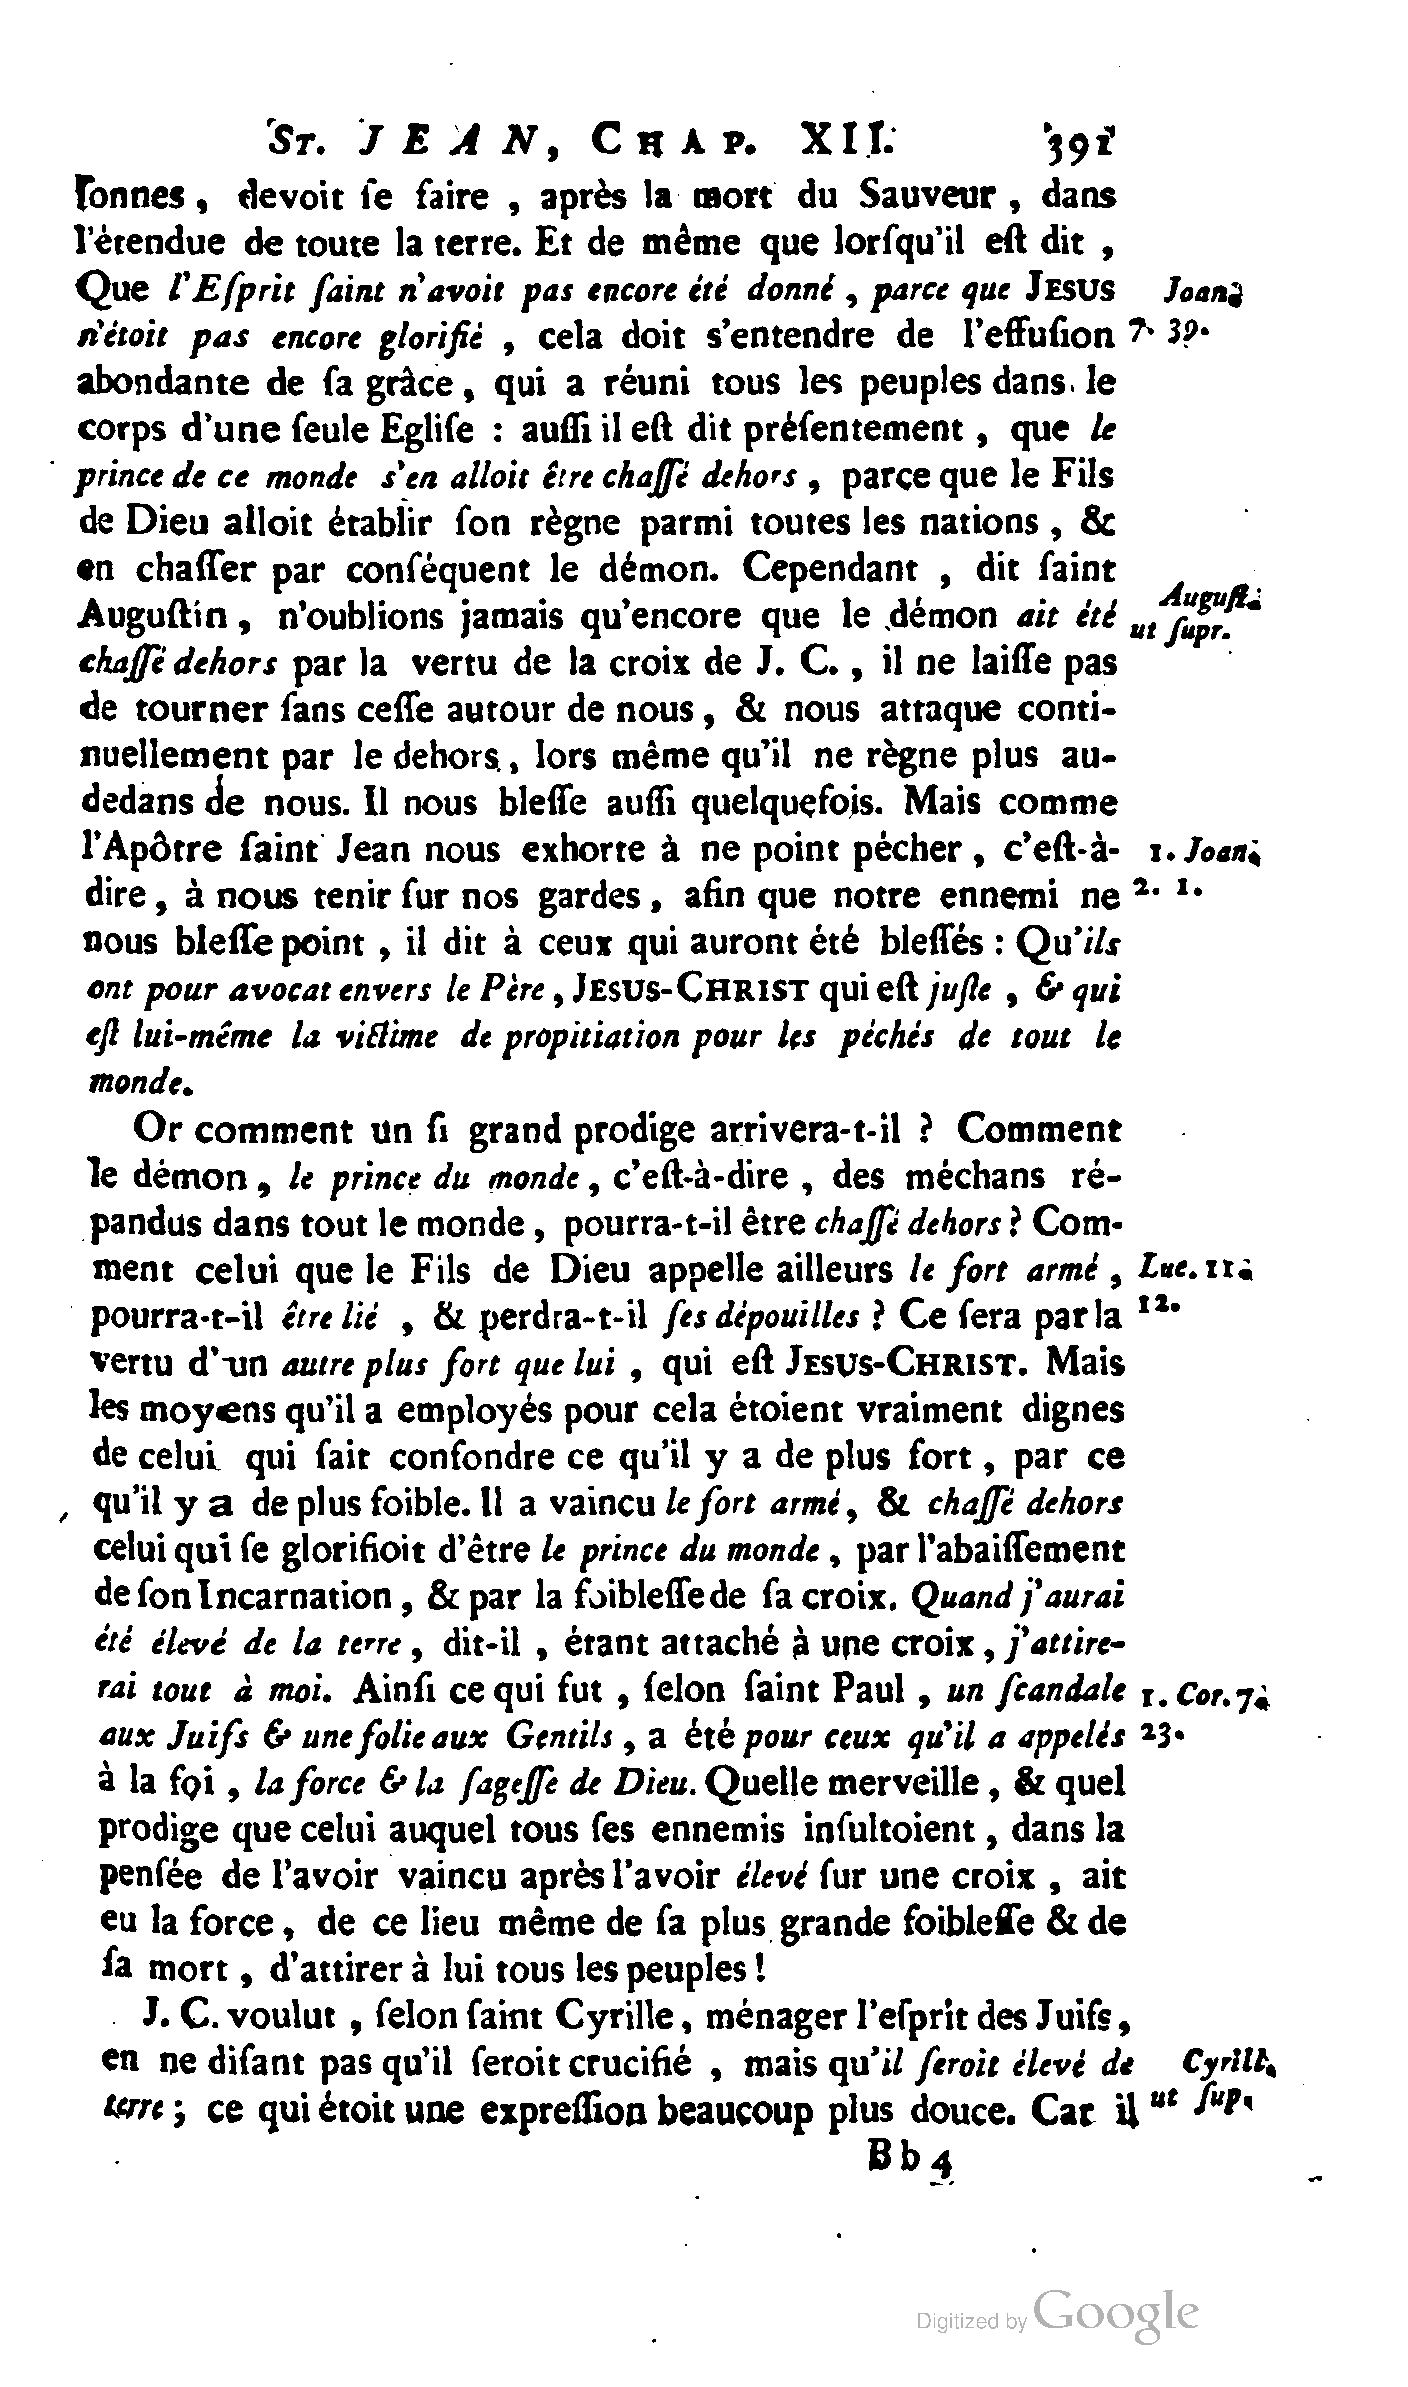 St. JEAN, Chap. XII. 391
ſonnes, devoit ſe faire, après la mort du Sauveur, dans
l'étendue de toute la terre. Et de même que lorſqu'il eſt dit,
Que l'Eſprit ſaint n'avoit pas encore été donné, parce que JESUS Joan.
n'étoit pas encore glorifié, cela doit s'entendre de l'effuſion 7. 39.
abondante de ſa grâce, qui a réuni tous les peuples dans le
corps d'une ſeule Egliſe : auſſi il eſt dit préſentement, que le
prince de ce monde s'en alloit être chaſſé dehors, parce que le Fils
de Dieu alloit établir ſon règne parmi toutes les nations, &
en chaſſer par conſéquent le démon. Cependant, dit ſaint
Auguſtin, n'oublions jamais qu'encore que le démon ait été Auguſt.
ut ſupr.
chaſſé dehors par la vertu de la croix de J. C., il ne laiſſe pas
de tourner ſans ceſſe autour de nous, & nous attaque conti-
nuellement par le dehors, lors même qu'il ne règne plus au-
dedans de nous. Il nous bleſſe auſſi quelquefois. Mais comme
l'Apôtre ſaint Jean nous exhorte à ne point pécher, c'eſt-à- 1. Joan.
dire, à nous tenir ſur nos gardes, afin que notre ennemi ne 2. 1.
nous bleſſe point, il dit à ceux qui auront été bleſſés : Qu'ils
ont pour avocat envers le Père, JESUS-CHRIST qui eſt juſte, & qui
eſt lui-même la victime de propitiation pour les péchés de tout le
monde.
Or comment un ſi grand prodige arrivera-t-il ? Comment
le démon, le prince du monde, c'eſt-à-dire, des méchans ré-
pandus dans tout le monde, pourra-t-il être chaſſé dehors ? Com-
ment celui que le Fils de Dieu appelle ailleurs le fort armé, Luc. 11.
pourra-t-il être lié, & perdra-t-il ſes dépouilles ? Ce ſera par la 12.
vertu d'un autre plus fort que lui, qui eſt JESUS-CHRIST. Mais
les moyens qu'il a employés pour cela étoient vraiment dignes
de celui qui ſait confondre ce qu'il y a de plus fort, par ce
qu'il y a de plus foible. Il a vaincu le fort armé, & chaſſé dehors
celui qui ſe glorifioit d'être le prince du monde, par l'abaiſſement
de ſon Incarnation, & par la foibleſſe de ſa croix. Quand j'aurai
été élevé de la terre, dit-il, étant attaché à une croix, j'attire-
rai tout à moi. Ainſi ce qui fut, ſelon ſaint Paul, un ſcandale 1. Cor. 7.
aux Juifs & une folie aux Gentils, a été pour ceux qu'il a appelés 23.
à la foi, la force & la ſageſſe de Dieu. Quelle merveille, & quel
prodige que celui auquel tous ſes ennemis inſultoient, dans la
penſée de l'avoir vaincu après l'avoir élevé ſur une croix, ait
eu la force, de ce lieu même de ſa plus grande foibleſſe & de
ſa mort, d'attirer à lui tous les peuples !
J. C. voulut, ſelon ſaint Cyrille, ménager l'eſprit des Juifs,
en ne diſant pas qu'il ſeroit crucifié, mais qu'il ſeroit élevé de Cyrill.
terre ; ce qui étoit une expreſſion beaucoup plus douce. Car il ut ſup.
Bb 4
Digitized by Google